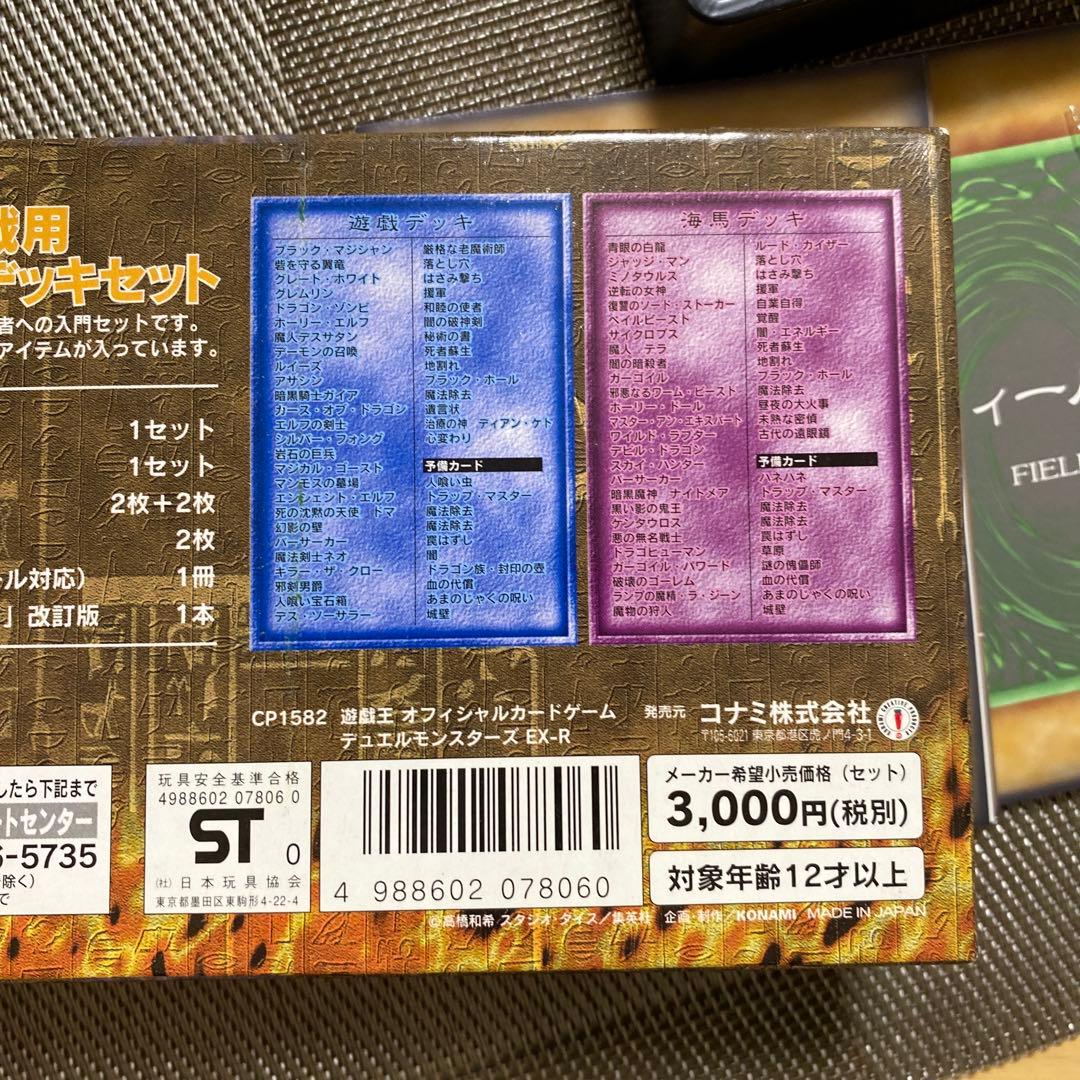 戯用
デッキセット
者への入門セットです。
アイテムが入っています。
1セット
1セット
2枚+2枚
2枚
ル対応) 1冊
」改訂版 1本
遊戯デッキ
ブラック・マジシャン
砦を守る翼竜
グレート・ホワイト
グレムリン
ドラゴン・ゾンビ
ホーリー・エルフ
魔人デスサタン
デーモンの召喚
ルイーズ
アサシン
暗黒騎士ガイア
カース・オブ・ドラゴン
エルフの剣士
シルバー・フォング
岩石の巨兵
マジカル・ゴースト
マンモスの墓場
エンシェント・エルフ
死の沈黙の天使 ドマ
幻影の壁
バーサーカー
魔法剣士ネオ
キラー・ザ・クロー
邪剣男爵
人喰い宝石箱
デス・ソーサラー
厳格な老魔術師
落とし穴
はさみ撃ち
援軍
和睦の使者
闇の破神剣
秘術の書
死者蘇生
地割れ
ブラック・ホール
魔法除去
遺言状
治療の神 ディアン・ケト
心変わり
予備カード
人喰い虫
トラップ・マスター
魔法除去
魔法除去
罠はずし
闇
ドラゴン族・封印の壺
血の代償
あまのじゃくの呪い
城壁
海馬デッキ
青眼の白龍
ジャッジ・マン
ミノタウルス
逆転の女神
復讐のソード・ストーカー
ベイルビースト
サイクロプス
魔人 テラ
闇の暗殺者
ガーゴイル
邪悪なるワーム・ビースト
ホーリー・ドール
マスター・アン・エキスパート
ワイルド・ラプター
デビル・ドラゴン
スカイ・ハンター
バーサーカー
暗黒魔神 ナイトメア
黒い影の鬼王
ケンタウロス
悪の無名戦士
ドラゴヒューマン
ガーゴイル・パワード
破壊のゴーレム
ランプの魔精・ラ・ジーン
魔物の狩人
ルード・カイザー
落とし穴
はさみ撃ち
援軍
自業自得
覚醒
闇・エネルギー
死者蘇生
地割れ
ブラック・ホール
魔法除去
昼夜の大火事
未熟な密偵
古代の遠眼鏡
予備カード
ハネハネ
トラップ・マスター
魔法除去
魔法除去
罠はずし
草原
謎の傀儡師
血の代償
あまのじゃくの呪い
城壁
CP1582 遊戯王 オフィシャルカードゲーム
デュエルモンスターズ EX-R
発売元 コナミ株式会社
〒105-6021 東京都港区虎ノ門4-3-1
したら下記まで
ートセンター
6-5735
を除く)
で
玩具安全基準合格
4988602 07806 0
ST 0
(社)日本玩具協会
東京都墨田区東駒形4-22-4
4 988602 078060
メーカー希望小売価格(セット)
3,000円(税別)
対象年齢12才以上
©高橋和希 スタジオ・ダイス/集英社 企画・制作/KONAMI MADE IN JAPAN
ィール
FIEL